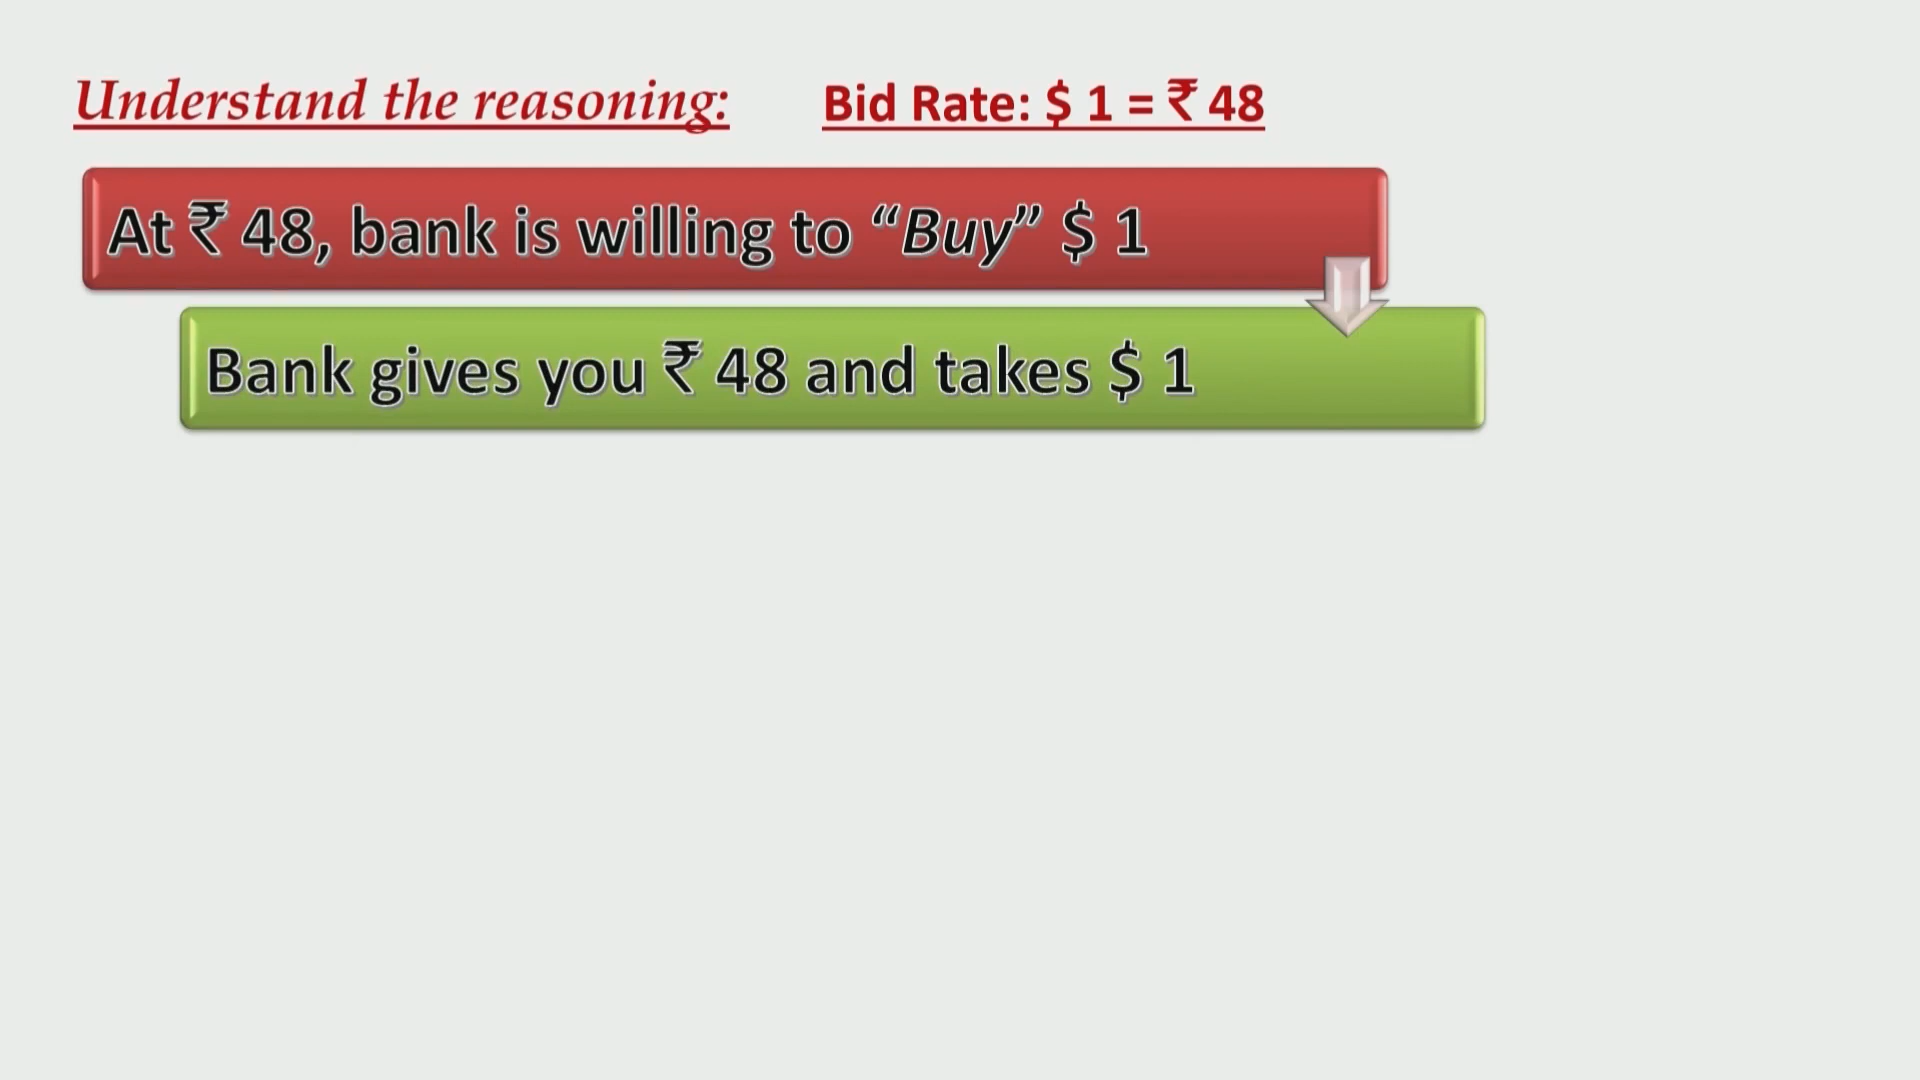 Understand the reasoning: Bid Rate: $ 1 = ₹ 48
At ₹ 48, bank is willing to “Buy” $ 1
Bank gives you ₹ 48 and takes $ 1